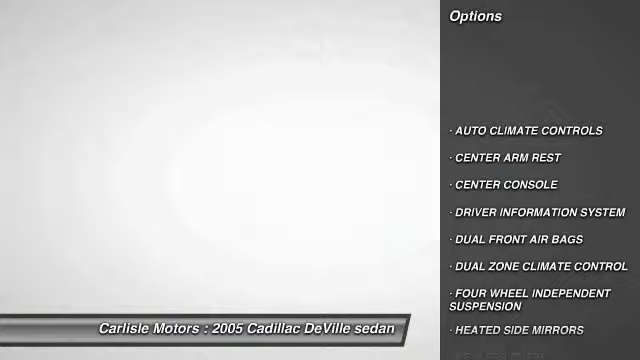 Options
· AUTO CLIMATE CONTROLS
· CENTER ARM REST
· CENTER CONSOLE
· DRIVER INFORMATION SYSTEM
· DUAL FRONT AIR BAGS
· DUAL ZONE CLIMATE CONTROL
· FOUR WHEEL INDEPENDENT
SUSPENSION
· HEATED SIDE MIRRORS
Carlisle Motors : 2005 Cadillac DeVille sedan